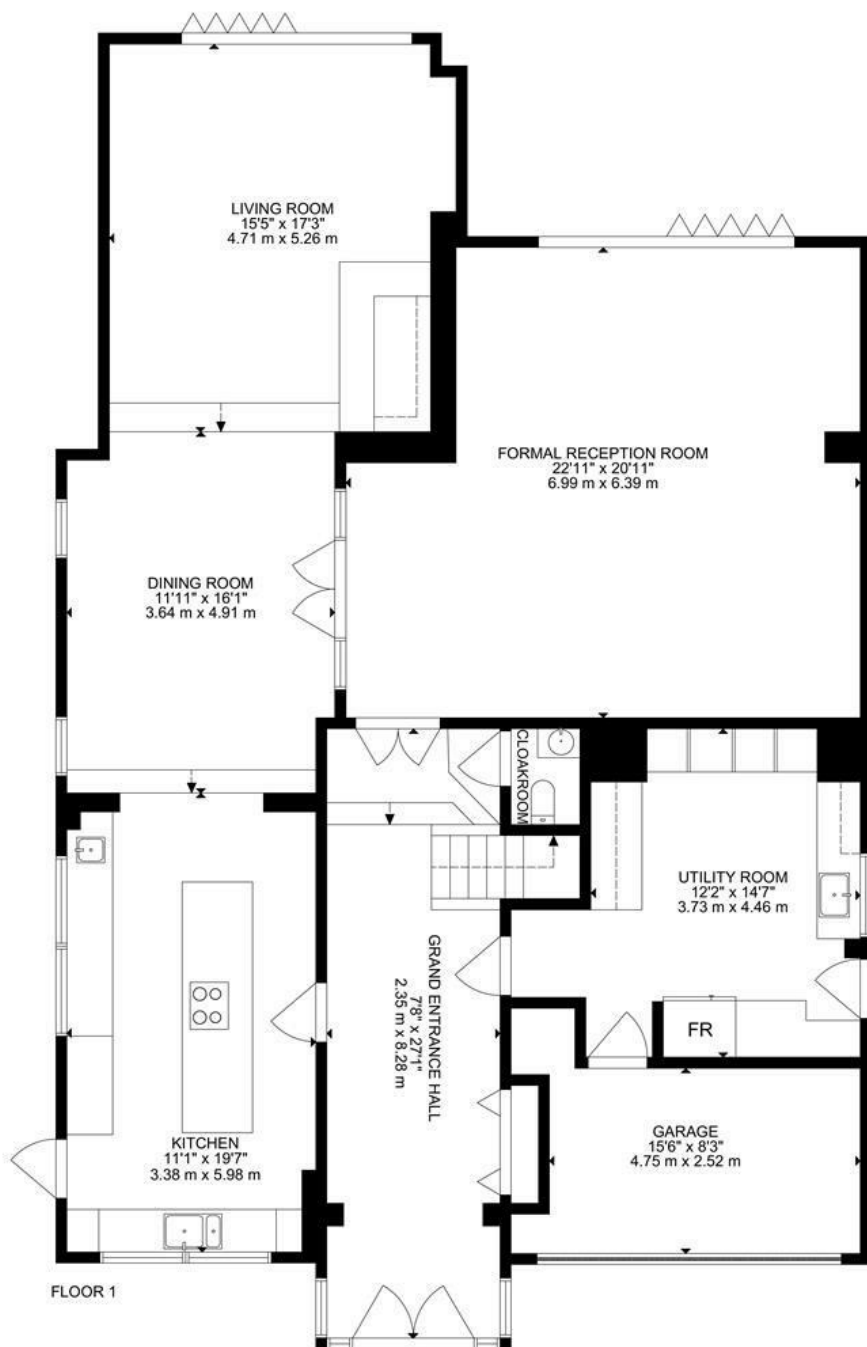 LIVING ROOM
15'5" x 17'3"
4.71 m x 5.26 m
FORMAL RECEPTION ROOM
22'11" x 20'11"
6.99 m x 6.39 m
DINING ROOM
11'11" x 16'1"
3.64 m x 4.91 m
CLOAKROOM
UTILITY ROOM
12'2" x 14'7"
3.73 m x 4.46 m
GRAND ENTRANCE HALL
7'8" x 27'1"
2.35 m x 8.28 m
FR
KITCHEN
11'1" x 19'7"
3.38 m x 5.98 m
GARAGE
15'6" x 8'3"
4.75 m x 2.52 m
FLOOR 1